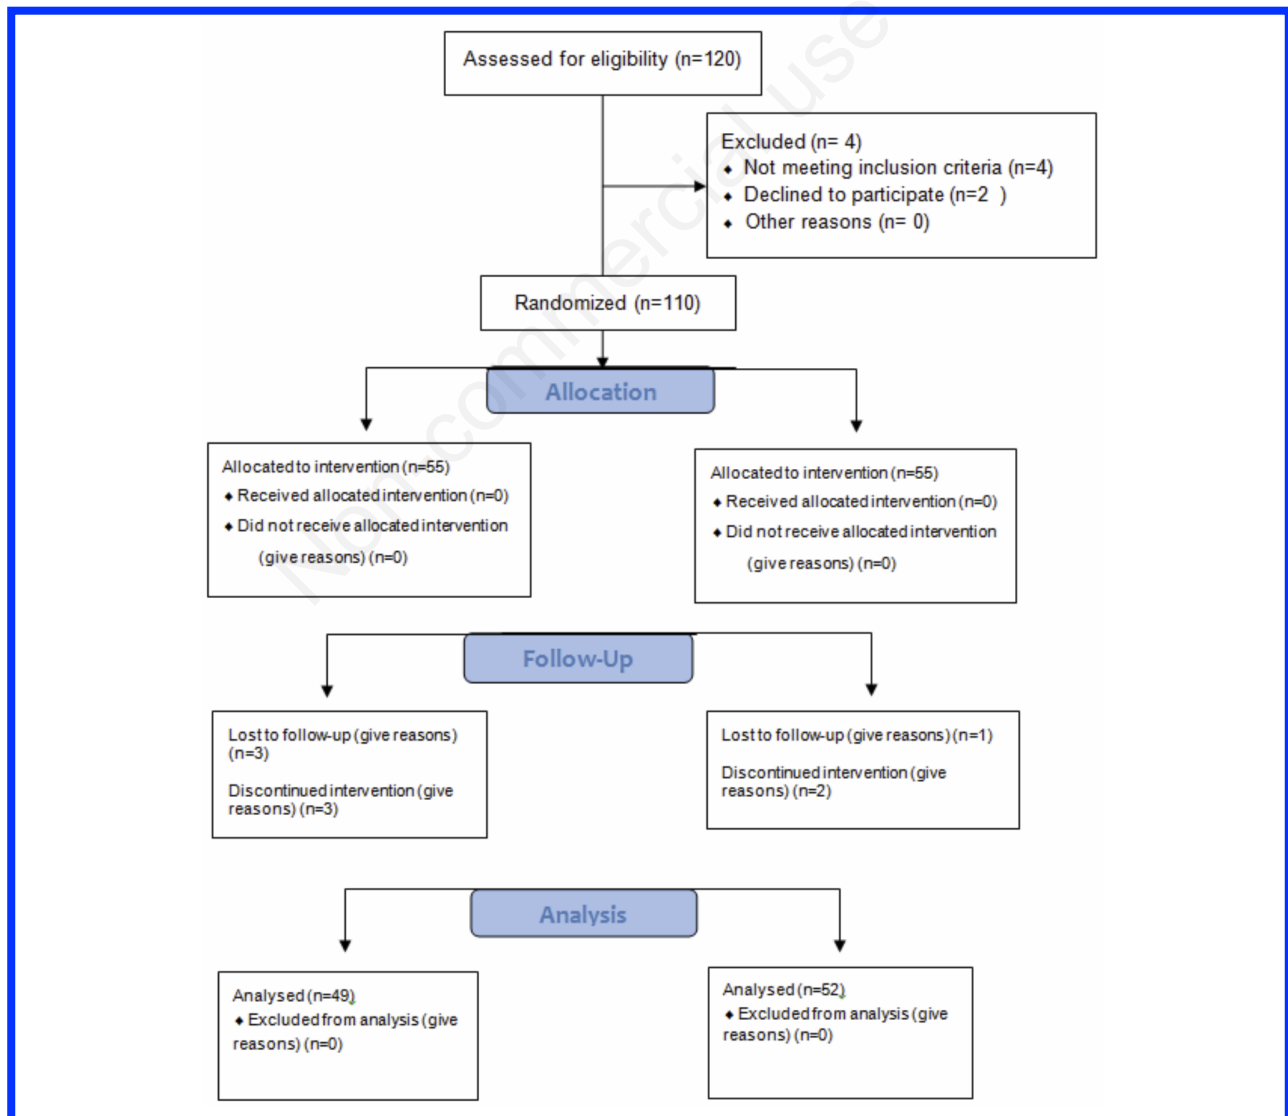 Assessed for eligibility (n=120)
Excluded (n= 4)
♦ Not meeting inclusion criteria (n=4)
♦ Declined to participate (n=2 )
♦ Other reasons (n= 0)
Randomized (n=110)
Allocation
Allocated to intervention (n=55)
♦ Received allocated intervention (n=0)
♦ Did not receive allocated intervention
(give reasons) (n=0)
Allocated to intervention (n=55)
♦ Received allocated intervention (n=0)
♦ Did not receive allocated intervention
(give reasons) (n=0)
Follow-Up
Lost to follow-up (give reasons)
(n=3)
Discontinued intervention (give
reasons) (n=3)
Lost to follow-up (give reasons) (n=1)
Discontinued intervention (give
reasons) (n=2)
Analysis
Analysed (n=49)
♦ Excluded from analysis (give
reasons) (n=0)
Analysed (n=52)
♦ Excluded from analysis (give
reasons) (n=0)
Non-commercial use